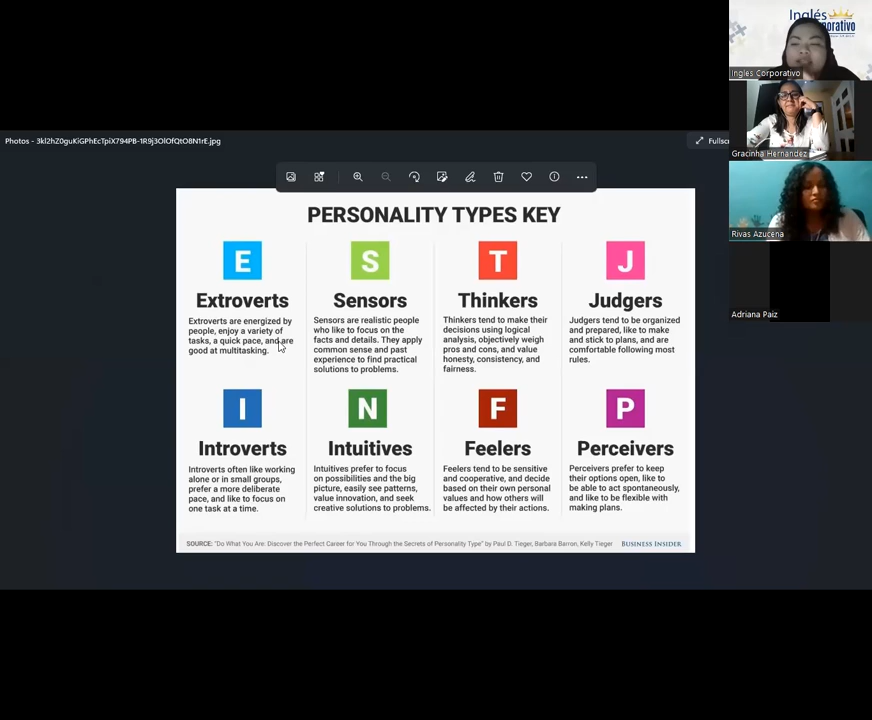 Inglés
Corporativo
Ingles Corporativo
Gracinha Hernández
Rivas Azucena
Adriana Paiz
Photos - 3kl2hZ0guKiGPhEcTpiX794PB-1R9j3OlOfQtO8N1rE.jpg
PERSONALITY TYPES KEY
E
Extroverts
Extroverts are energized by
people, enjoy a variety of
tasks, a quick pace, and are
good at multitasking.
S
Sensors
Sensors are realistic people
who like to focus on the
facts and details. They apply
common sense and past
experience to find practical
solutions to problems.
T
Thinkers
Thinkers tend to make their
decisions using logical
analysis, objectively weigh
pros and cons, and value
honesty, consistency, and
fairness.
J
Judgers
Judgers tend to be organized
and prepared, like to make
and stick to plans, and are
comfortable following most
rules.
I
Introverts
Introverts often like working
alone or in small groups,
prefer a more deliberate
pace, and like to focus on
one task at a time.
N
Intuitives
Intuitives prefer to focus
on possibilities and the big
picture, easily see patterns,
value innovation, and seek
creative solutions to problems.
F
Feelers
Feelers tend to be sensitive
and cooperative, and decide
based on their own personal
values and how others will
be affected by their actions.
P
Perceivers
Perceivers prefer to keep
their options open, like to
be able to act spontaneously,
and like to be flexible with
making plans.
SOURCE: "Do What You Are: Discover the Perfect Career for You Through the Secrets of Personality Type" by Paul D. Tieger, Barbara Barron, Kelly Tieger
BUSINESS INSIDER